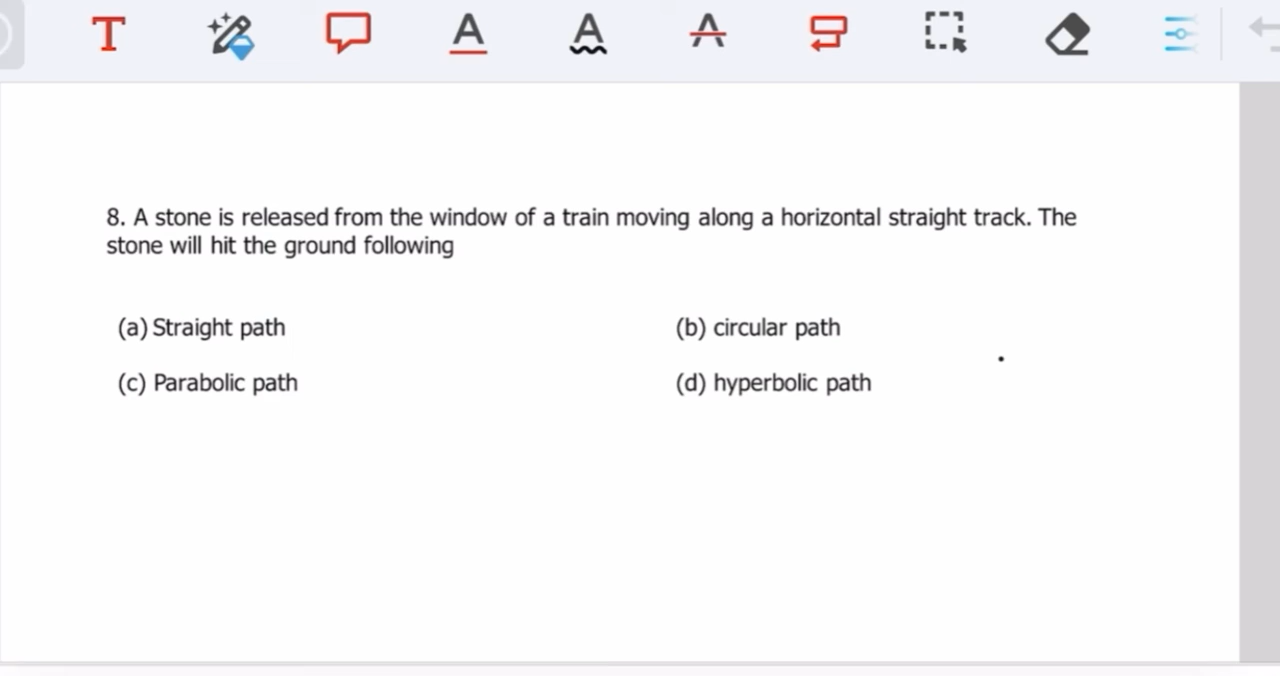 8. A stone is released from the window of a train moving along a horizontal straight track. The
stone will hit the ground following
(a) Straight path
(b) circular path
(c) Parabolic path
(d) hyperbolic path